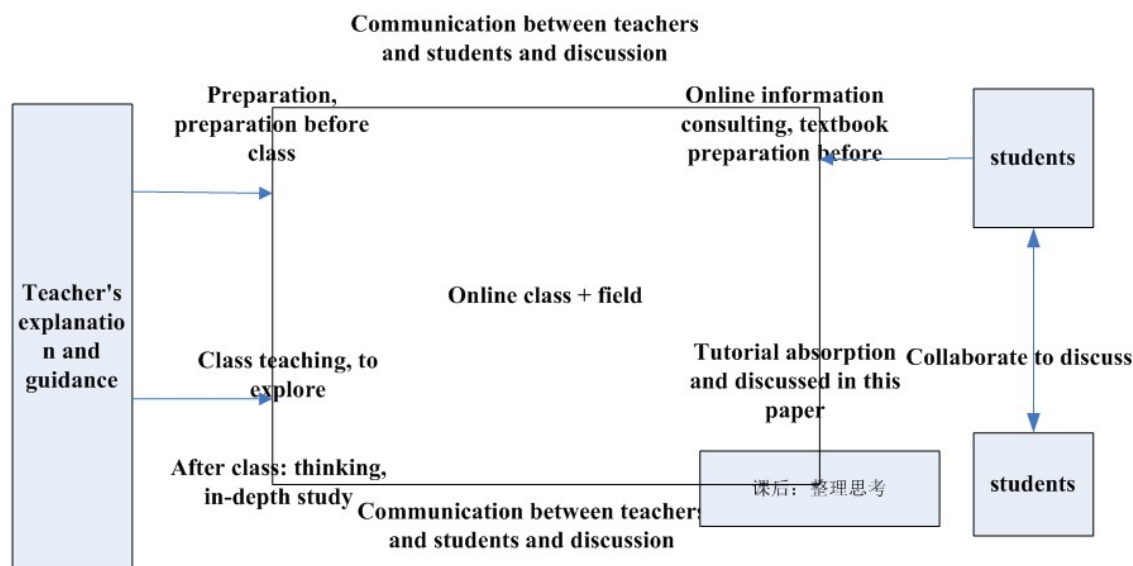 Communication between teachers
and students and discussion
Preparation,
preparation before
class
Online information
consulting, textbook
preparation before
students
Teacher's
explanatio
n and
guidance
Online class + field
Class teaching, to
explore
Tutorial absorption
and discussed in this
paper
Collaborate to discuss
After class: thinking,
in-depth study
课后：整理思考
students
Communication between teachers
and students and discussion